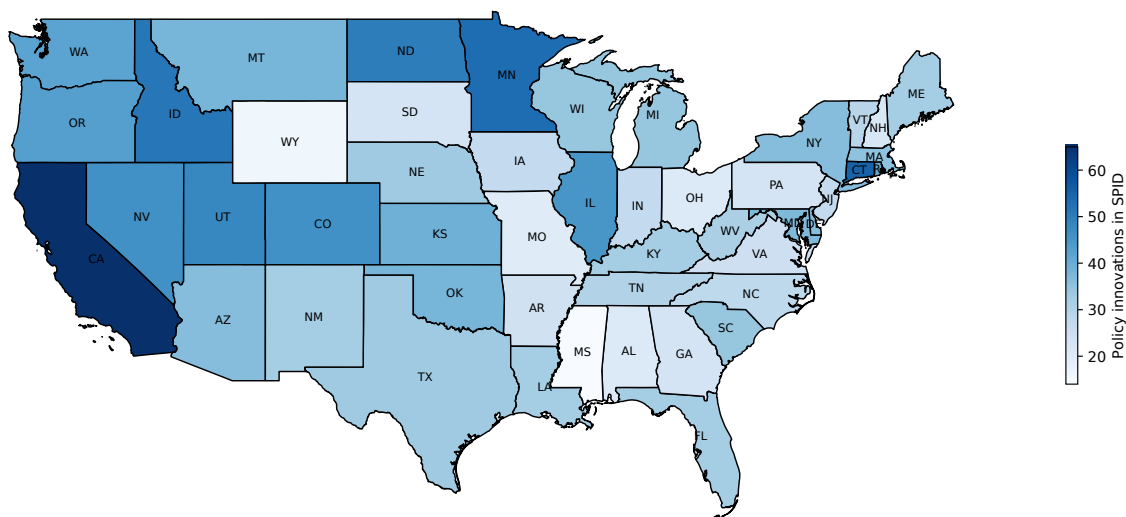 WA
MT
ND
MN
ME
OR
ID
SD
WI
MI
VT
NH
NY
WY
MA
CT
IA
NE
PA
NV
UT
CO
IL
IN
OH
NJ
KS
MO
KY
WV
MD
DE
VA
CA
OK
TN
NC
AZ
NM
AR
SC
MS
AL
GA
TX
LA
FL
60
50
40
30
20
Policy innovations in SPID